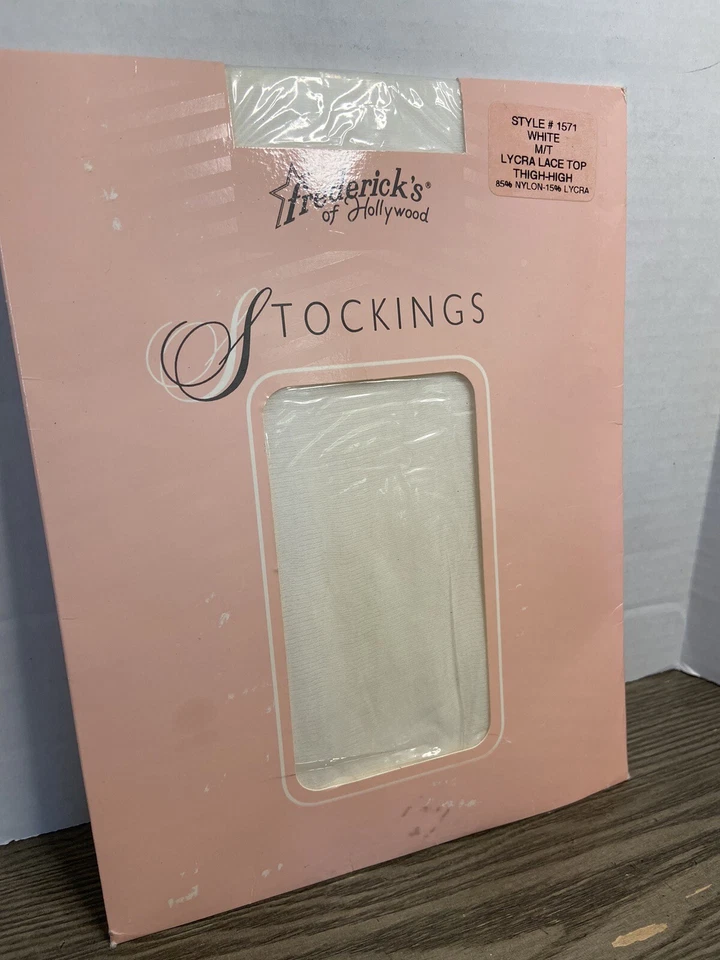 STYLE # 1571
WHITE
M/T
LYCRA LACE TOP
THIGH-HIGH
85% NYLON-15% LYCRA
frederick's®
of Hollywood
STOCKINGS